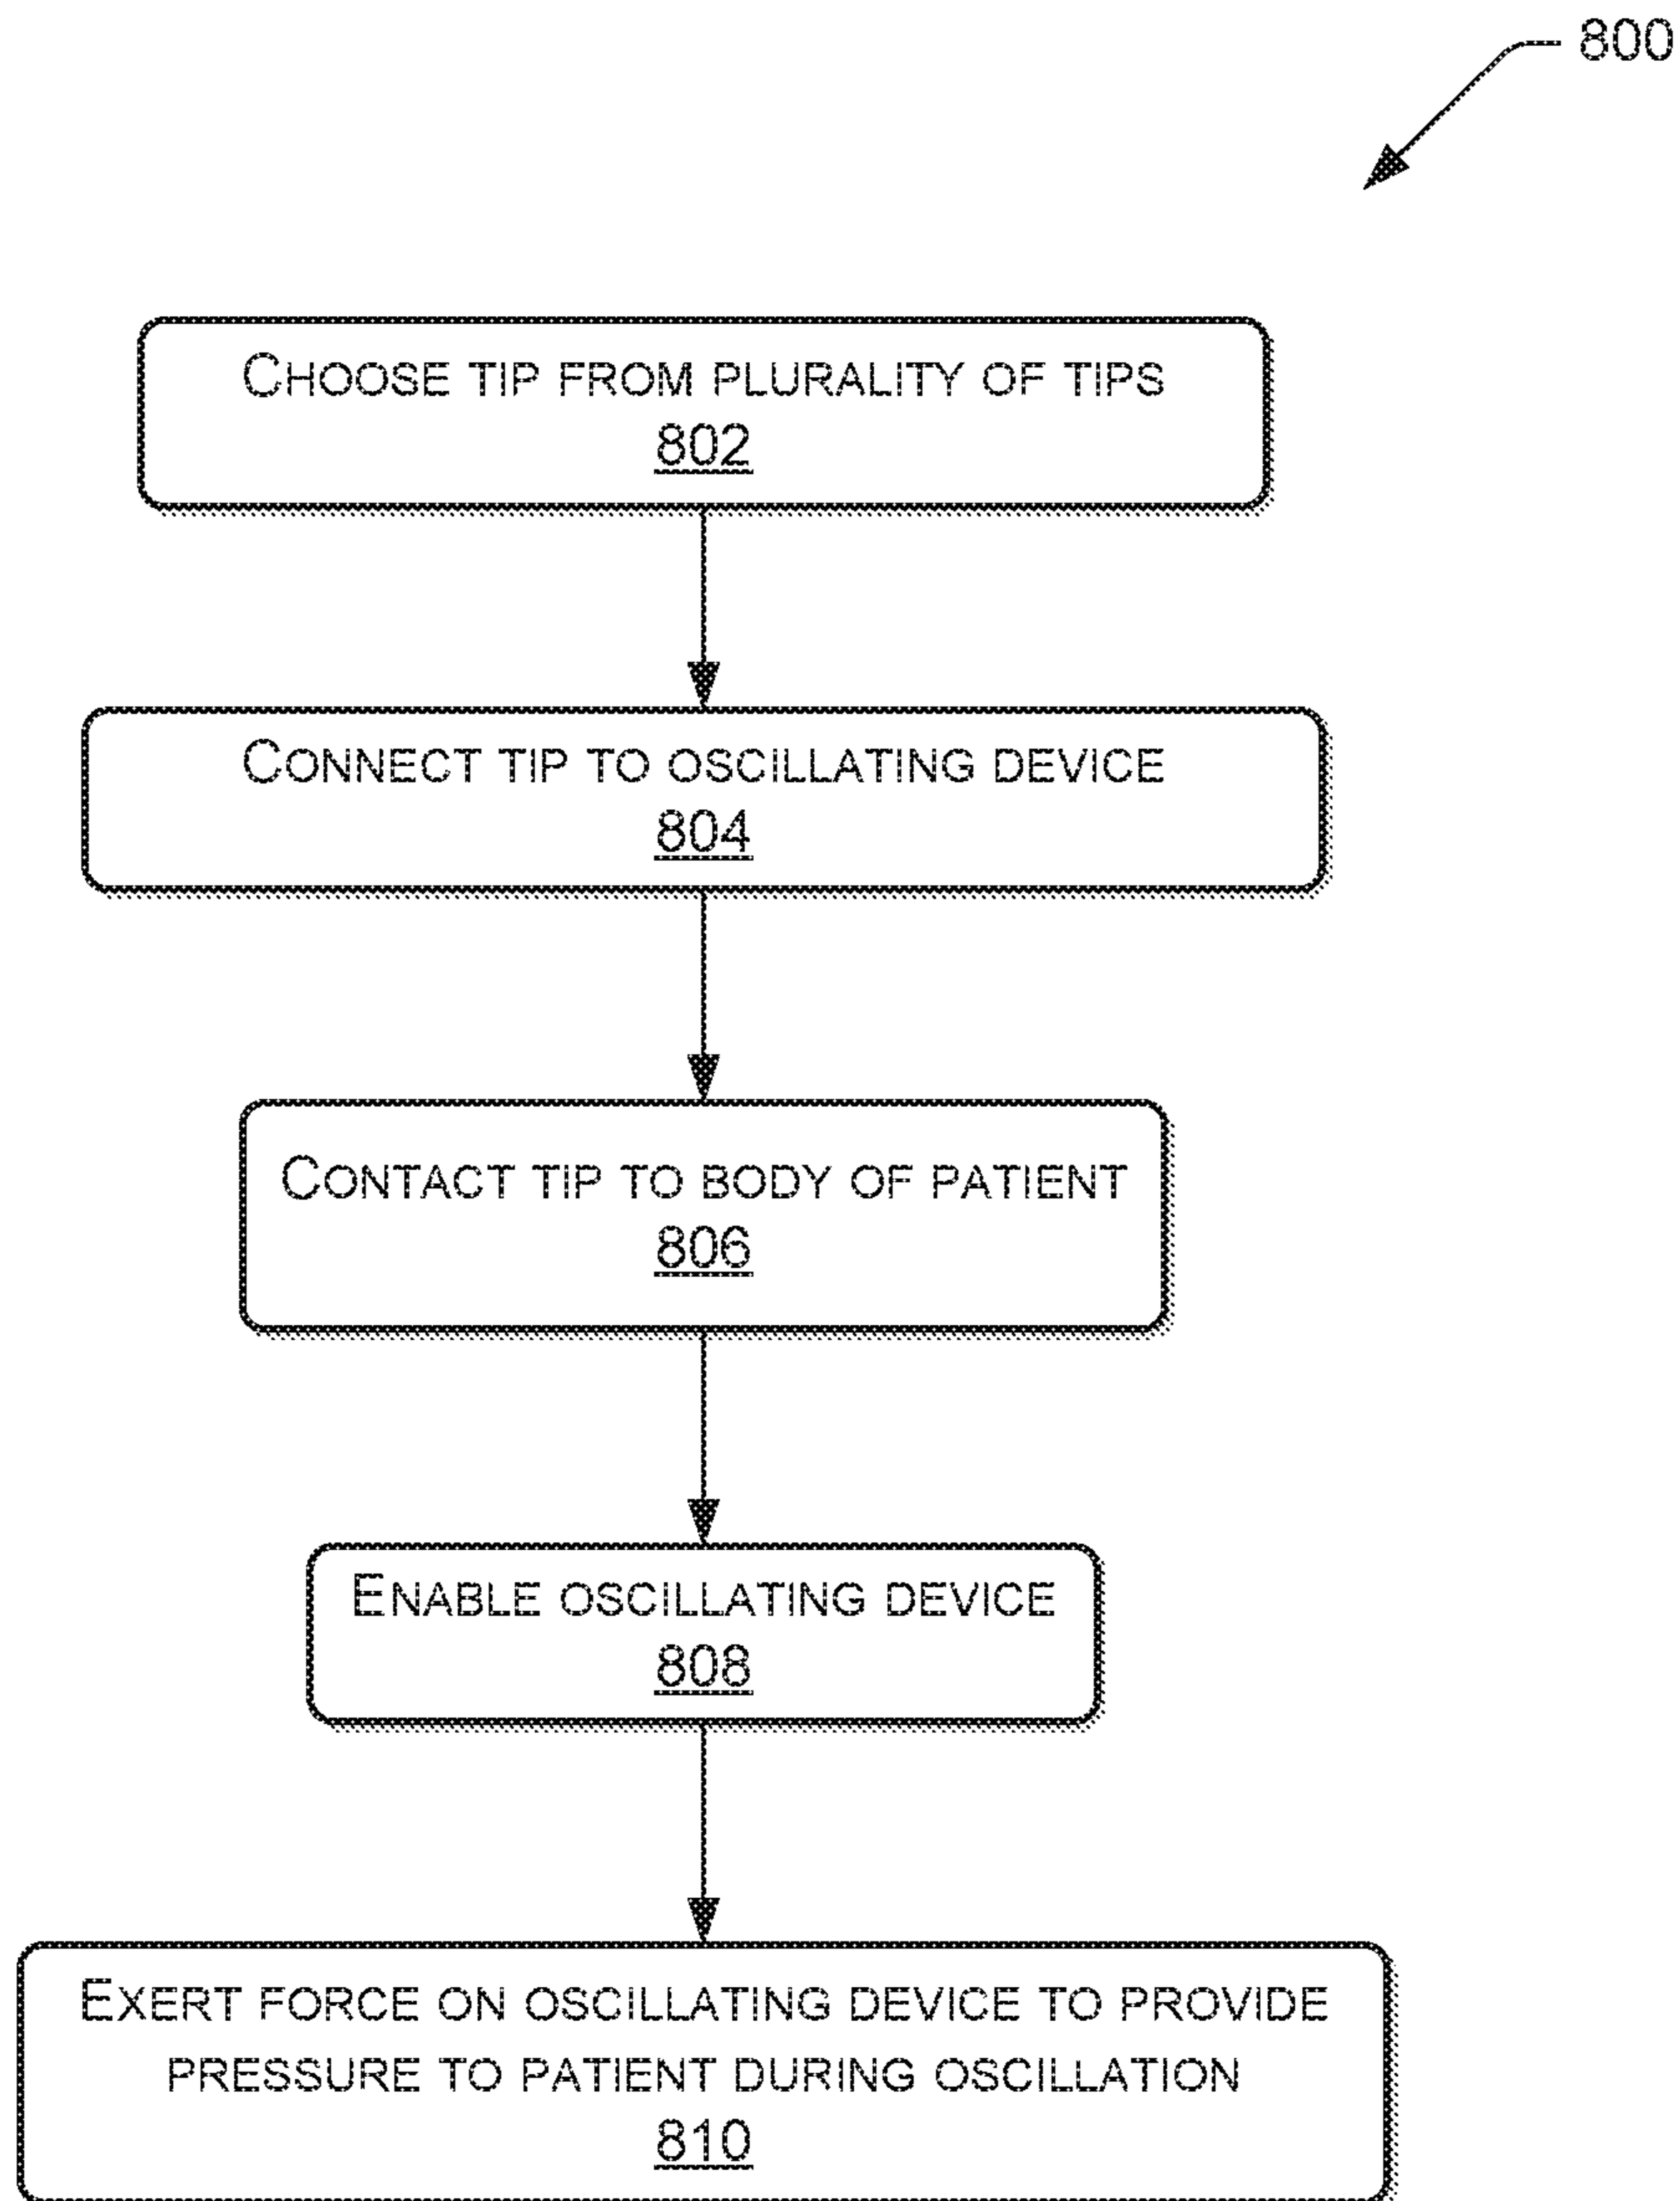 800
CHOOSE TIP FROM PLURALITY OF TIPS
802
CONNECT TIP TO OSCILLATING DEVICE
804
CONTACT TIP TO BODY OF PATIENT
806
ENABLE OSCILLATING DEVICE
808
EXERT FORCE ON OSCILLATING DEVICE TO PROVIDE
PRESSURE TO PATIENT DURING OSCILLATION
810